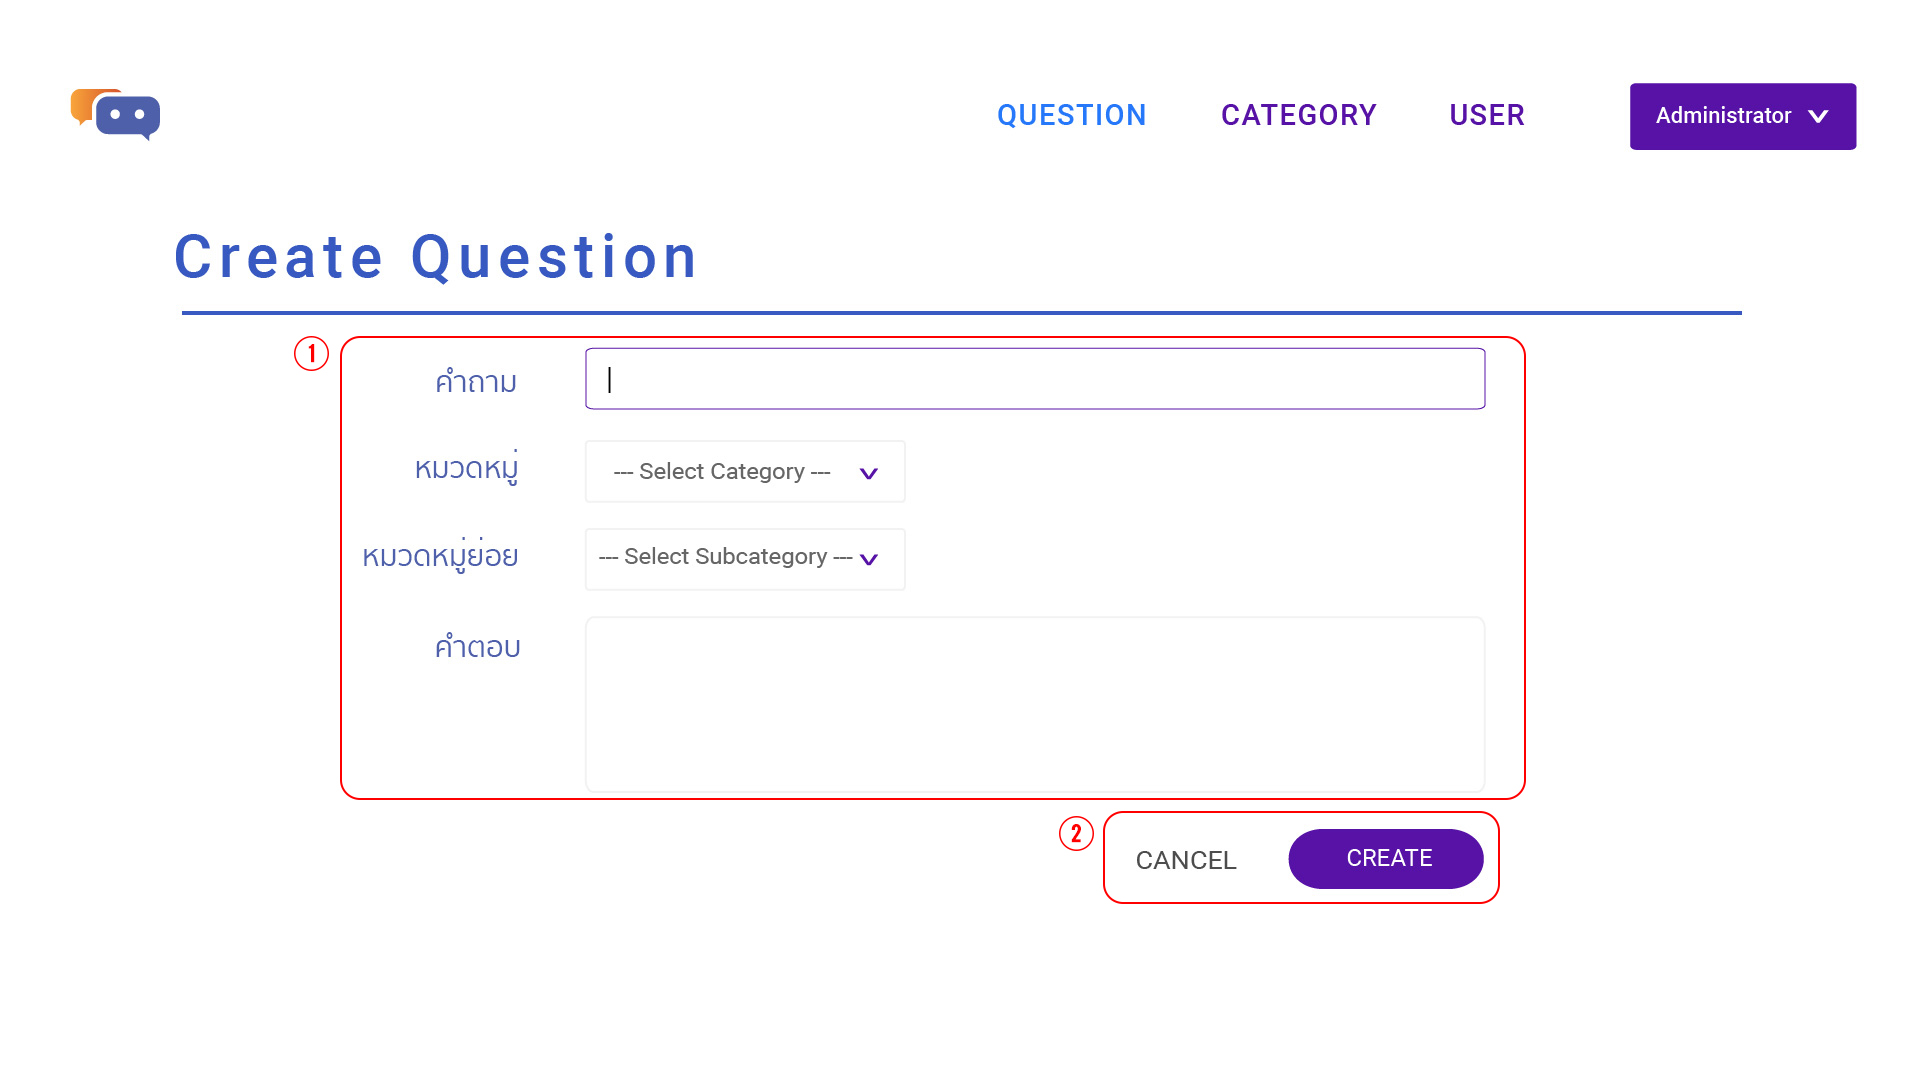 QUESTION CATEGORY USER Administrator
Create Question
1
คำถาม
หมวดหมู่ --- Select Category ---
หมวดหมู่ย่อย --- Select Subcategory ---
คำตอบ
2
CANCEL CREATE